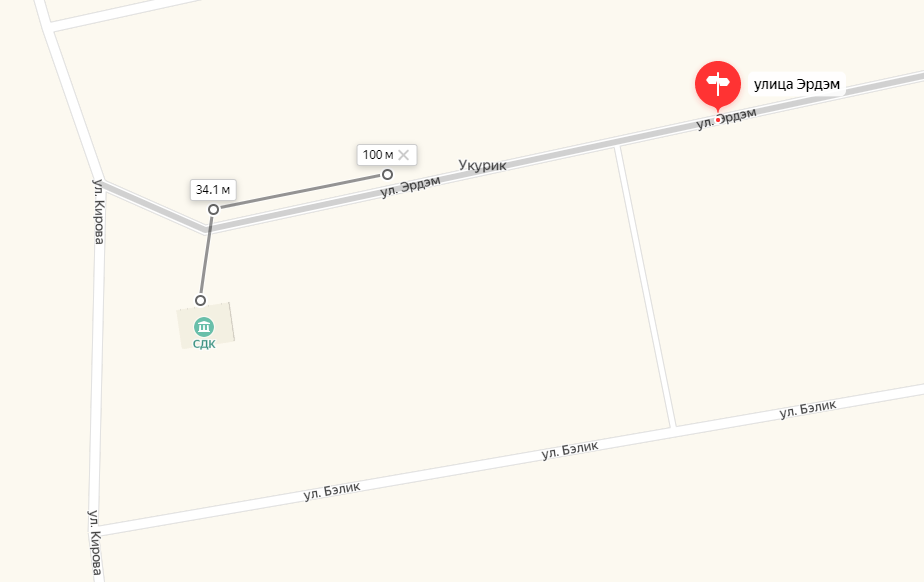 улица Эрдэм
ул. Эрдэм
100 м
Укурик
ул. Эрдэм
34.1 м
ул. Кирова
СДК
ул. Бэлик
ул. Бэлик
ул. Бэлик
ул. Кирова